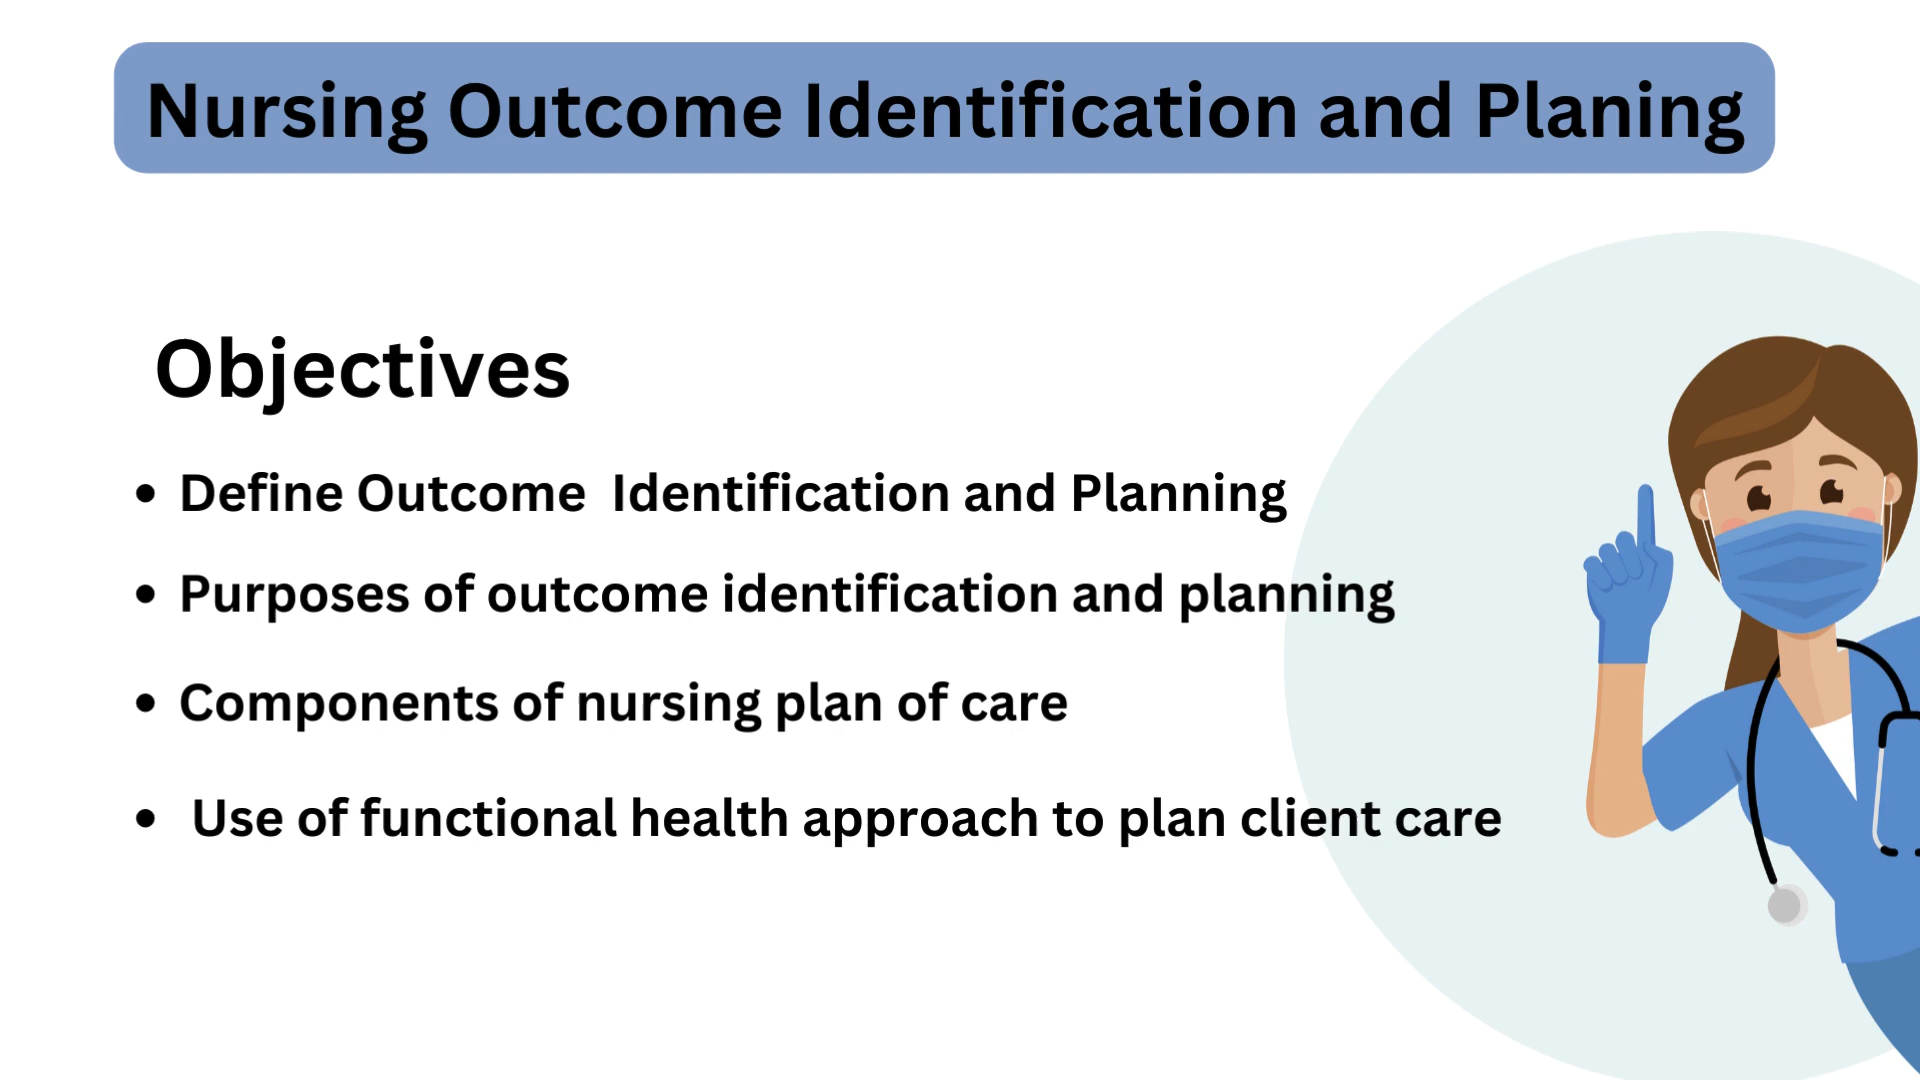 Nursing Outcome Identification and Planing
Objectives
• Define Outcome  Identification and Planning
• Purposes of outcome identification and planning
• Components of nursing plan of care
• Use of functional health approach to plan client care